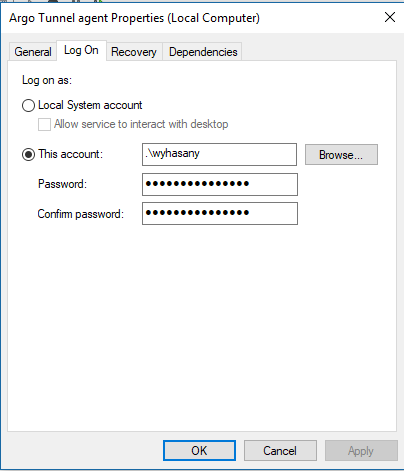 Argo Tunnel agent Properties (Local Computer)
General Log On Recovery Dependencies
Log on as:
Local System account
Allow service to interact with desktop
This account: .\wyhasany Browse...
Password: ●●●●●●●●●●●●●●●
Confirm password: ●●●●●●●●●●●●●●●
OK Cancel Apply